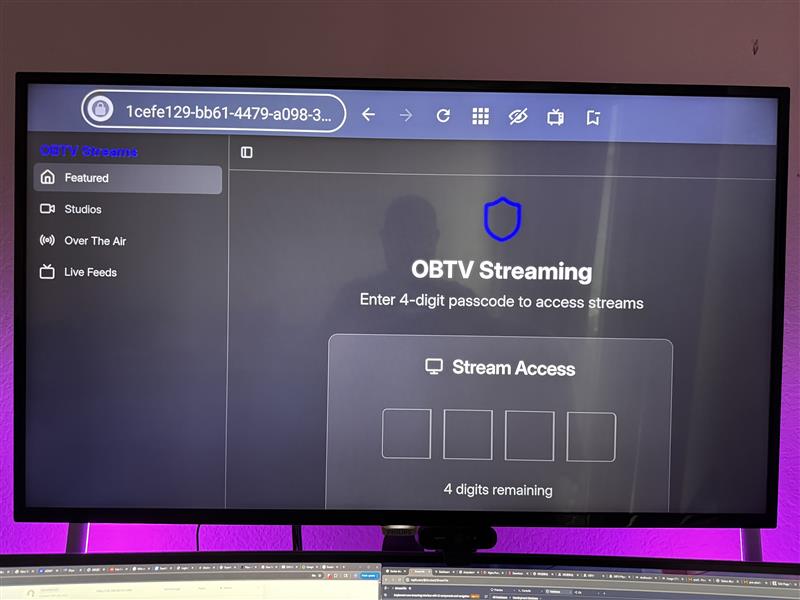 1cefe129-bb61-4479-a098-3...
OBTV Streams
Featured
Studios
Over The Air
Live Feeds
OBTV Streaming
Enter 4-digit passcode to access streams
Stream Access
4 digits remaining
PHILIPS